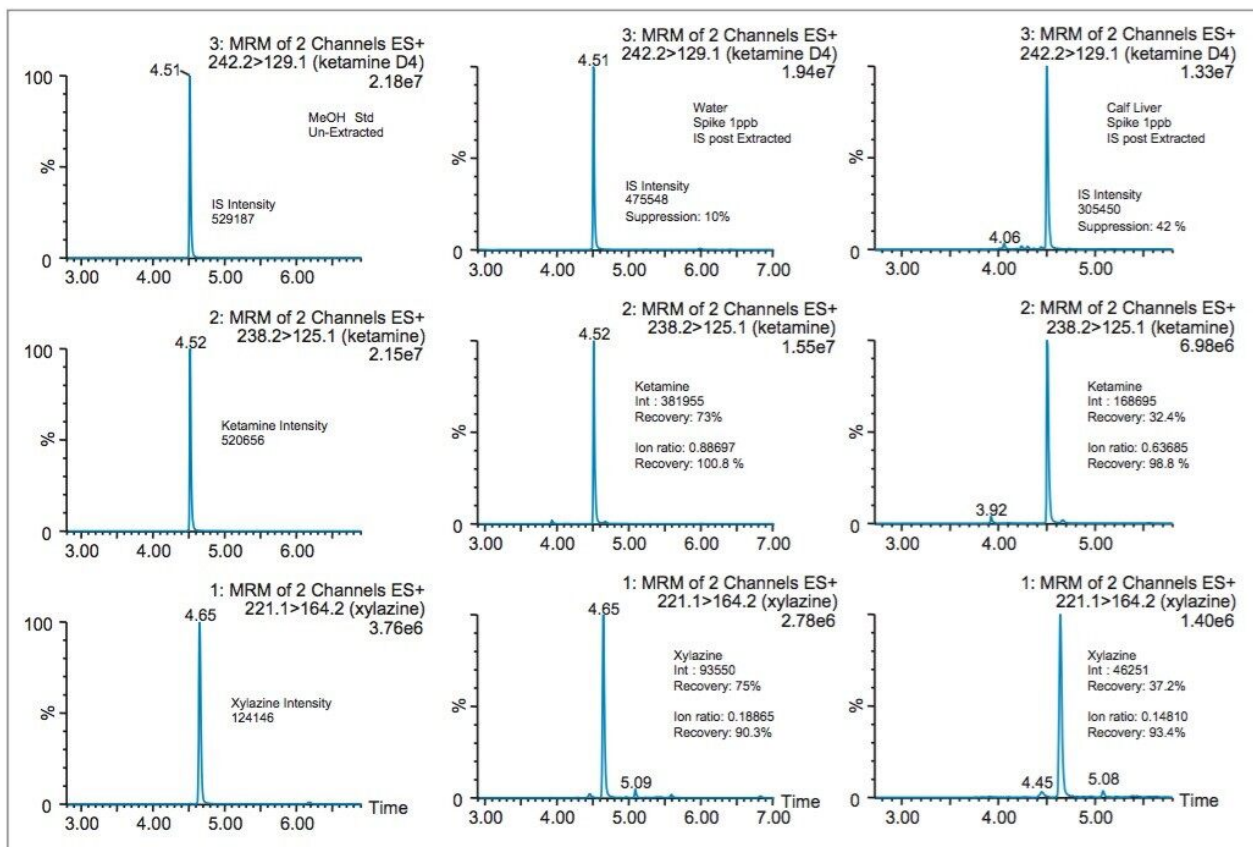 3: MRM of 2 Channels ES+
242.2>129.1 (ketamine D4)
2.18e7
4.51
100
%
0
MeOH Std
Un-Extracted
IS Intensity
529187
3.00 4.00 5.00 6.00
3: MRM of 2 Channels ES+
242.2>129.1 (ketamine D4)
1.94e7
4.51
%
0
Water
Spike 1ppb
IS post Extracted
IS Intensity
475548
Suppression: 10%
3.00 4.00 5.00 6.00 7.00
3: MRM of 2 Channels ES+
242.2>129.1 (ketamine D4)
1.33e7
%
0
Calf Liver
Spike 1ppb
IS post Extracted
IS Intensity
305450
Suppression: 42 %
4.06
3.00 4.00 5.00
2: MRM of 2 Channels ES+
238.2>125.1 (ketamine)
2.15e7
4.52
100
%
0
Ketamine Intensity
520656
3.00 4.00 5.00 6.00
2: MRM of 2 Channels ES+
238.2>125.1 (ketamine)
1.55e7
4.52
%
0
Ketamine
Int : 381955
Recovery: 73%
Ion ratio: 0.88697
Recovery: 100.8 %
3.00 4.00 5.00 6.00 7.00
2: MRM of 2 Channels ES+
238.2>125.1 (ketamine)
6.98e6
%
0
Ketamine
Int : 168695
Recovery: 32.4%
Ion ratio: 0.63685
Recovery: 98.8 %
3.92
3.00 4.00 5.00
1: MRM of 2 Channels ES+
221.1>164.2 (xylazine)
3.76e6
4.65
100
%
0
Xylazine Intensity
124146
Time
3.00 4.00 5.00 6.00
1: MRM of 2 Channels ES+
221.1>164.2 (xylazine)
2.78e6
4.65
%
0
Xylazine
Int : 93550
Recovery: 75%
Ion ratio: 0.18865
Recovery: 90.3%
5.09
Time
3.00 4.00 5.00 6.00 7.00
1: MRM of 2 Channels ES+
221.1>164.2 (xylazine)
1.40e6
%
0
Xylazine
Int : 46251
Recovery: 37.2%
Ion ratio: 0.14810
Recovery: 93.4%
4.45
5.08
Time
3.00 4.00 5.00